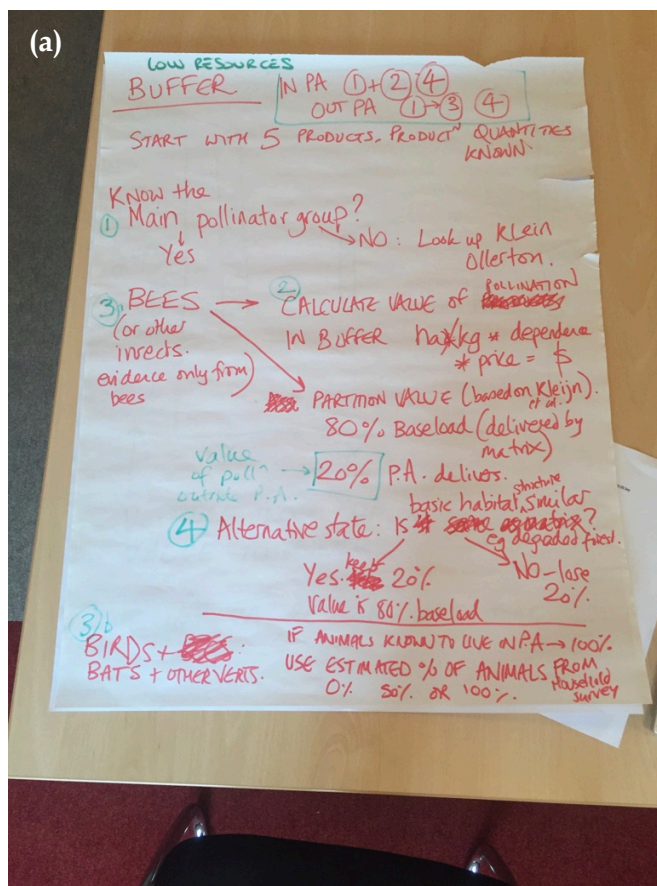 (a)
LOW RESOURCES
BUFFER
IN PA ① + ② ④
OUT PA ① → ③ ④
START WITH 5 PRODUCTS. PRODUCTᴺ QUANTITIES
KNOWN
KNOW the
① Main pollinator group?
Yes
NO: Look up Klein
Ollerton.
③ BEES
(or other
insects.
evidence only from)
bees
② CALCULATE VALUE OF POLLINATION
IN BUFFER ha * kg * dependence
* price = $
PARTITION VALUE (based on Kleijn et al.).
80% Baseload (delivered by
matrix)
value
of pollⁿ → 20% P.A. delivers.
outside P.A.
④ Alternative state: Is basic habitat structure similar?
eg degraded forest.
Yes keep 20%
Value is 80% baseload
NO – lose
20%
③b
BIRDS +
BATS + OTHER VERTS.
IF ANIMALS KNOWN TO LIVE IN P.A → 100%
USE ESTIMATED % OF ANIMALS FROM
Household
survey
0% 50% OR 100%.